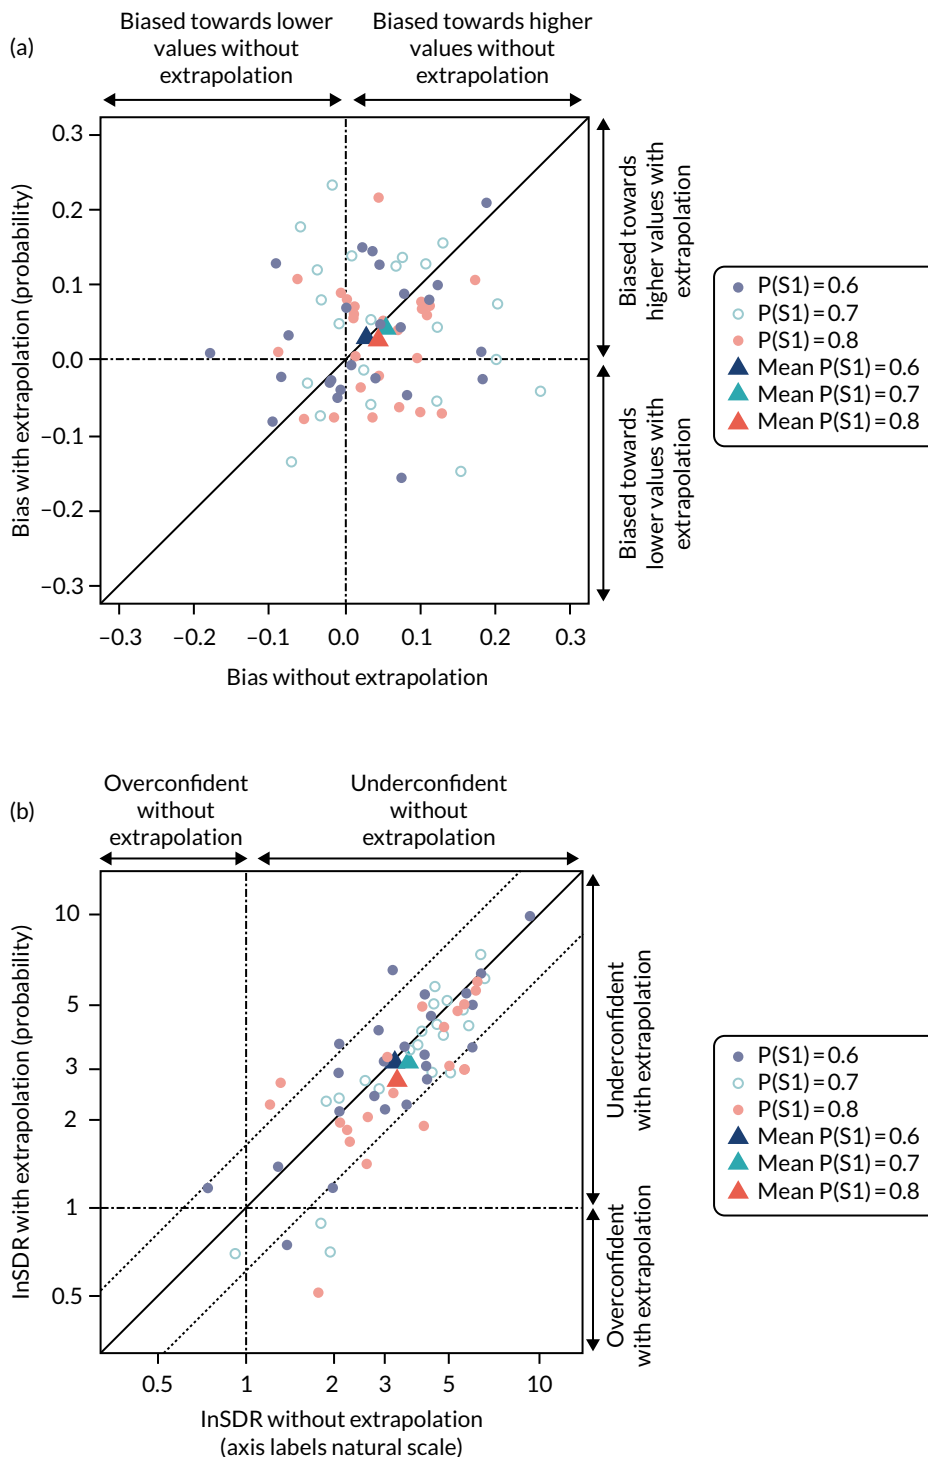 (a)
Biased towards lower
values without
extrapolation
Biased towards higher
values without
extrapolation
Bias with extrapolation (probability)
0.3
0.2
0.1
0.0
−0.1
−0.2
−0.3
−0.3
−0.2
−0.1
0.0
0.1
0.2
0.3
Bias without extrapolation
Biased towards
higher values with
extrapolation
Biased towards
lower values with
extrapolation
P(S1) = 0.6
P(S1) = 0.7
P(S1) = 0.8
Mean P(S1) = 0.6
Mean P(S1) = 0.7
Mean P(S1) = 0.8
(b)
Overconfident
without
extrapolation
Underconfident
without
extrapolation
lnSDR with extrapolation (probability)
10
5
3
2
1
0.5
0.5
1
2
3
5
10
lnSDR without extrapolation
(axis labels natural scale)
Underconfident
with extrapolation
Overconfident
with extrapolation
P(S1) = 0.6
P(S1) = 0.7
P(S1) = 0.8
Mean P(S1) = 0.6
Mean P(S1) = 0.7
Mean P(S1) = 0.8